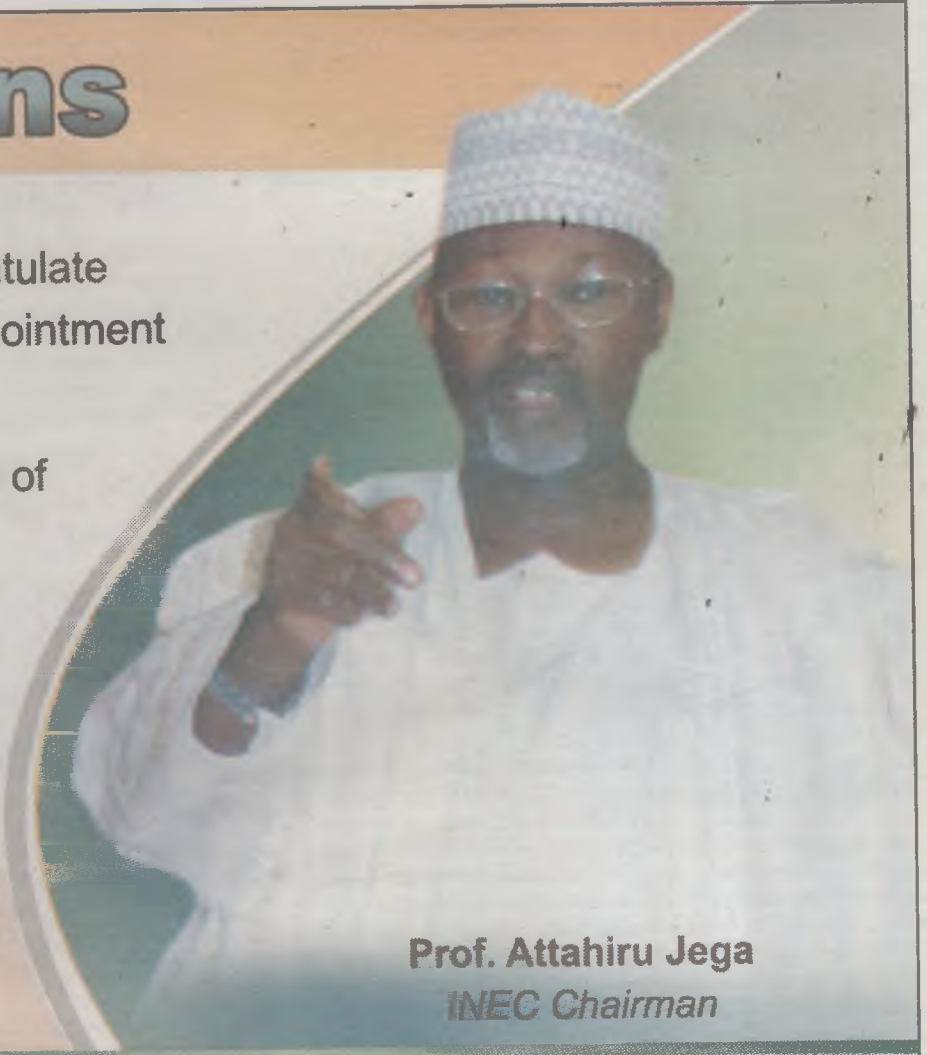 ns
tulate
ointment
of
Prof. Attahiru Jega
INEC Chairman